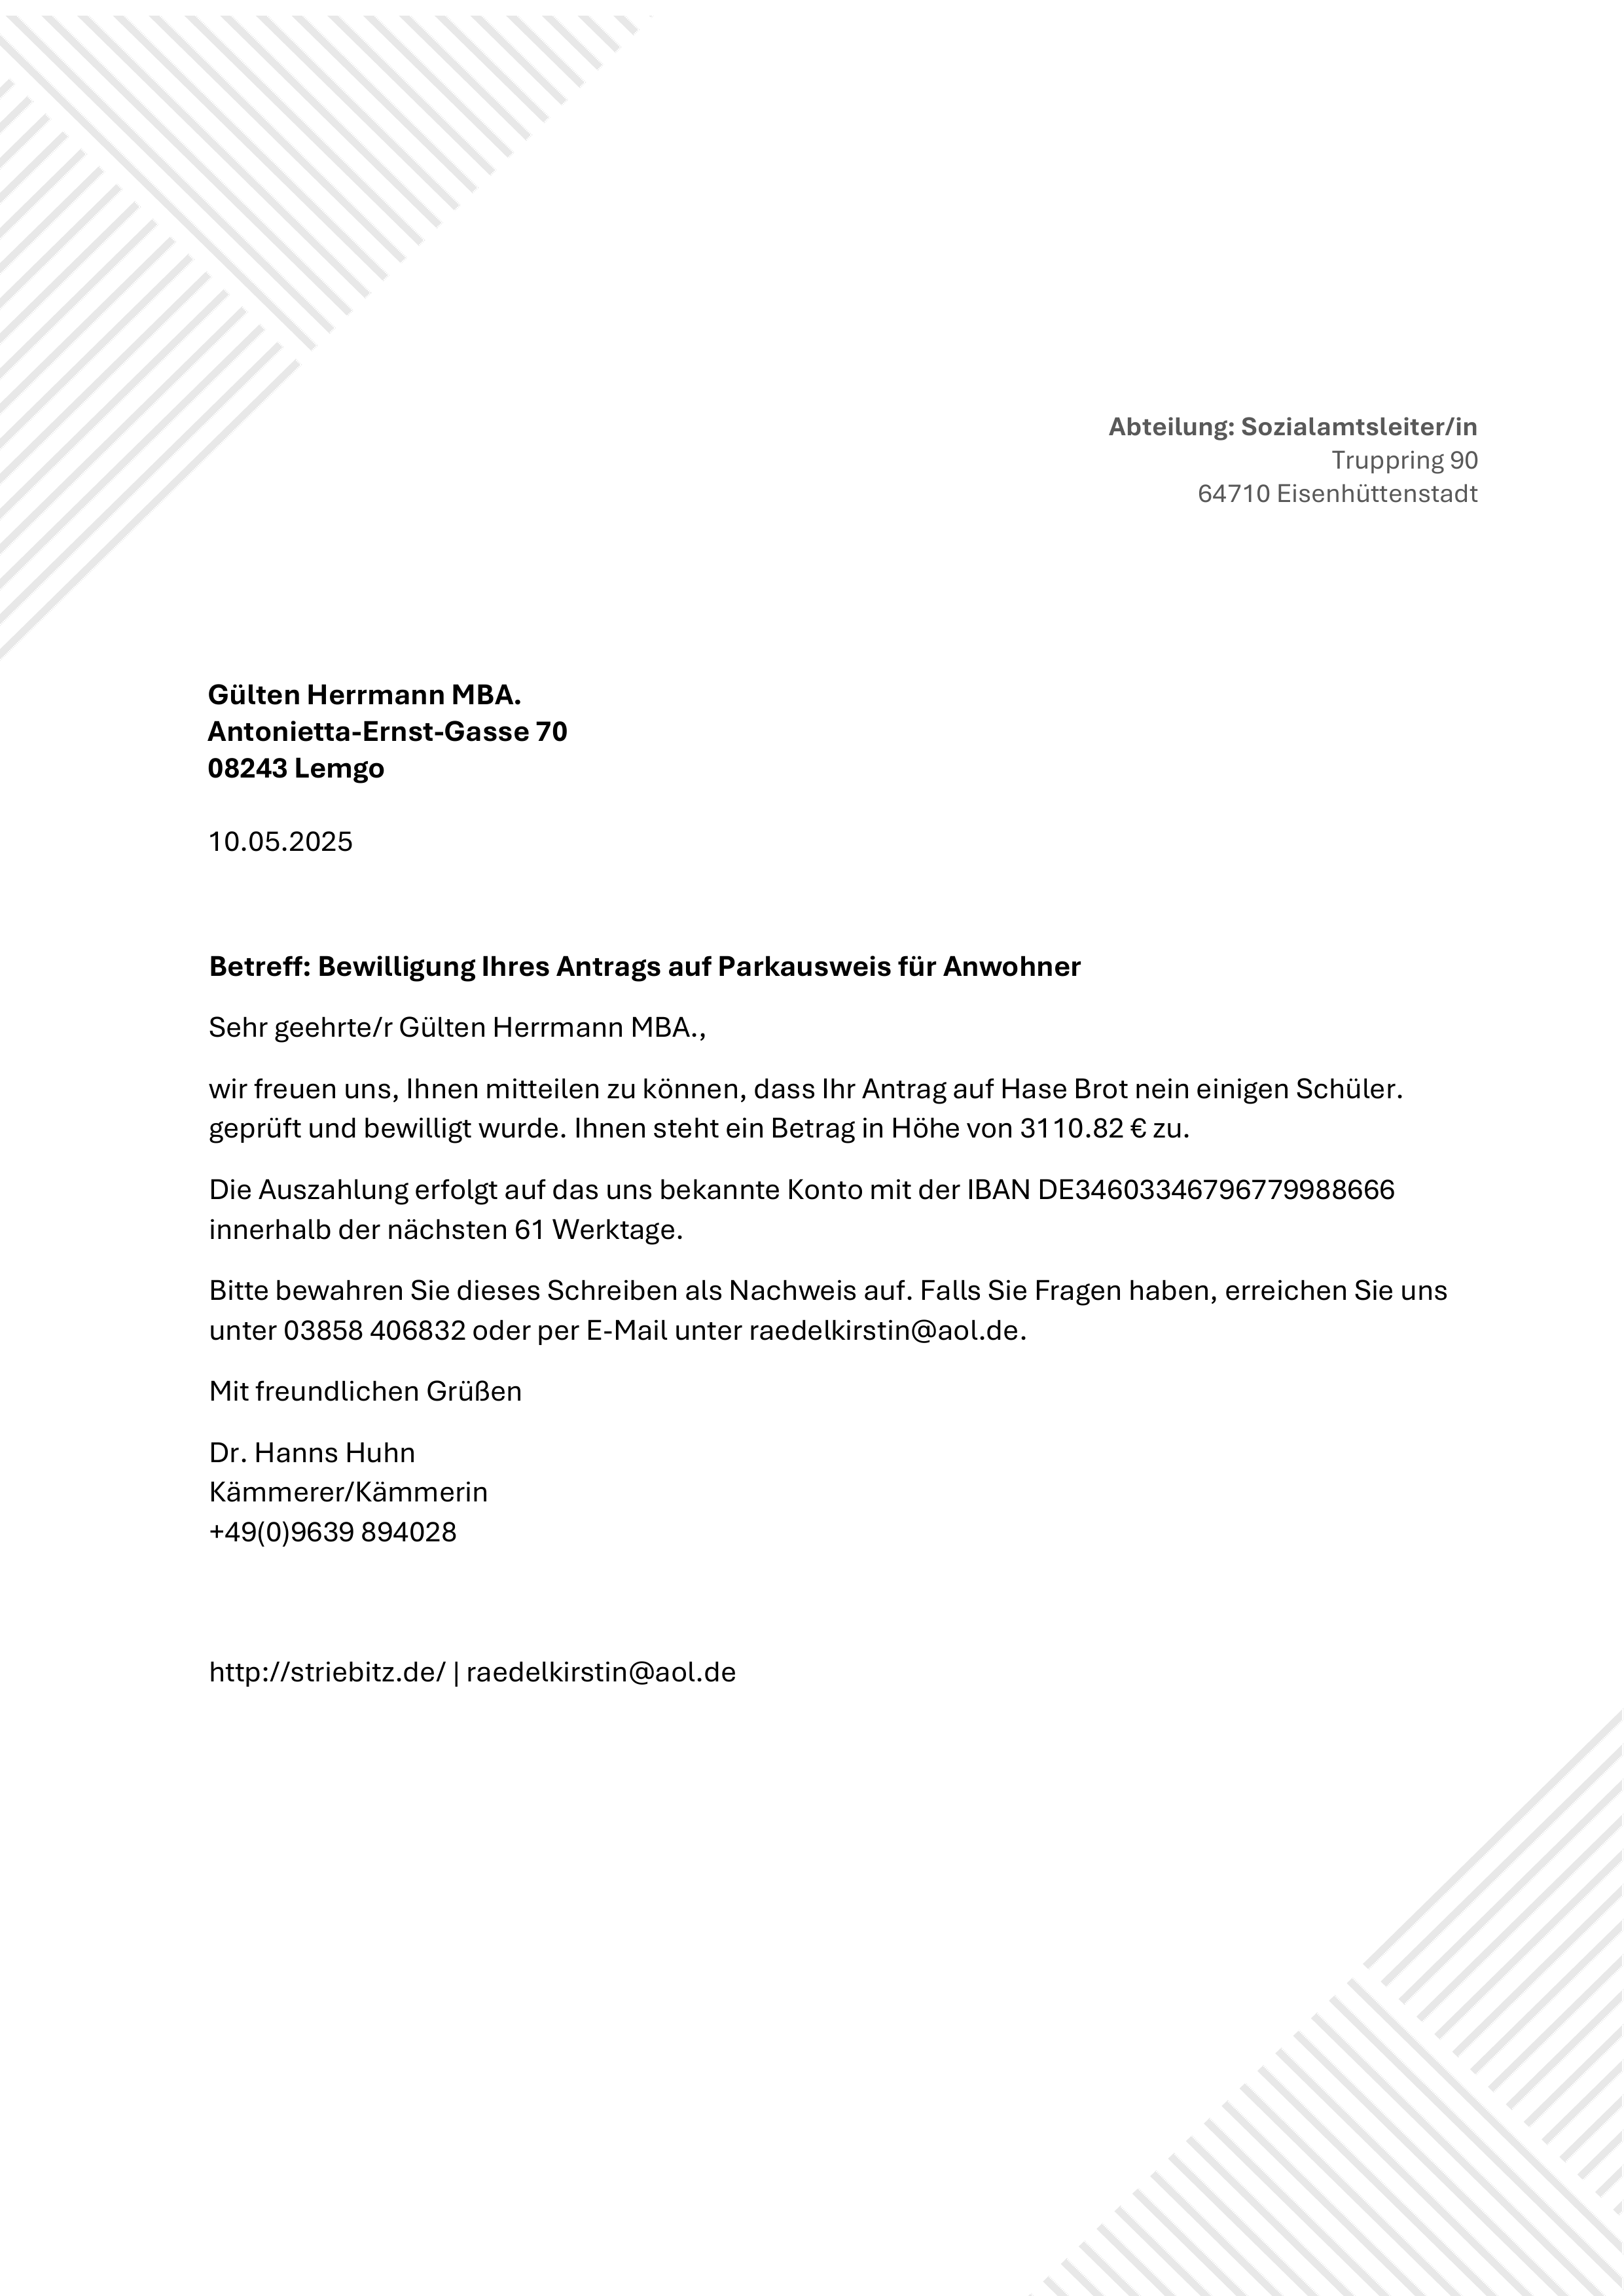 Abteilung: Sozialamtsleiter/in
Truppring 90
64710 Eisenhüttenstadt
Gülten Herrmann MBA.
Antonietta-Ernst-Gasse 70
08243 Lemgo
10.05.2025
Betreff: Bewilligung Ihres Antrags auf Parkausweis für Anwohner
Sehr geehrte/r Gülten Herrmann MBA.,
wir freuen uns, Ihnen mitteilen zu können, dass Ihr Antrag auf Hase Brot nein einigen Schüler.
geprüft und bewilligt wurde. Ihnen steht ein Betrag in Höhe von 3110.82 € zu.
Die Auszahlung erfolgt auf das uns bekannte Konto mit der IBAN DE34603346796779988666
innerhalb der nächsten 61 Werktage.
Bitte bewahren Sie dieses Schreiben als Nachweis auf. Falls Sie Fragen haben, erreichen Sie uns
unter 03858 406832 oder per E-Mail unter raedelkirstin@aol.de.
Mit freundlichen Grüßen
Dr. Hanns Huhn
Kämmerer/Kämmerin
+49(0)9639 894028
http://striebitz.de/ | raedelkirstin@aol.de